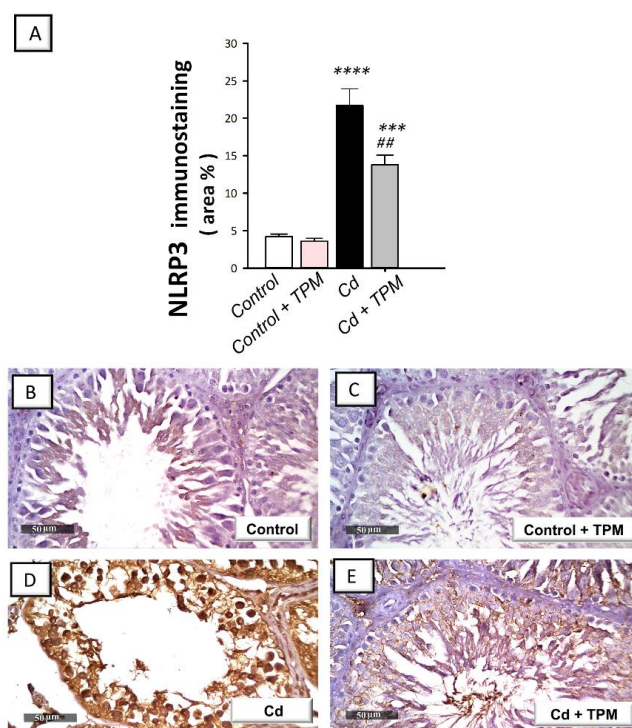 A
NLRP3 immunostaining
( area % )
30
25
20
15
10
5
0
****
***
##
Control
Control + TPM
Cd
Cd + TPM
B
50 µm
Control
C
50 µm
Control + TPM
D
50 µm
Cd
E
50 µm
Cd + TPM